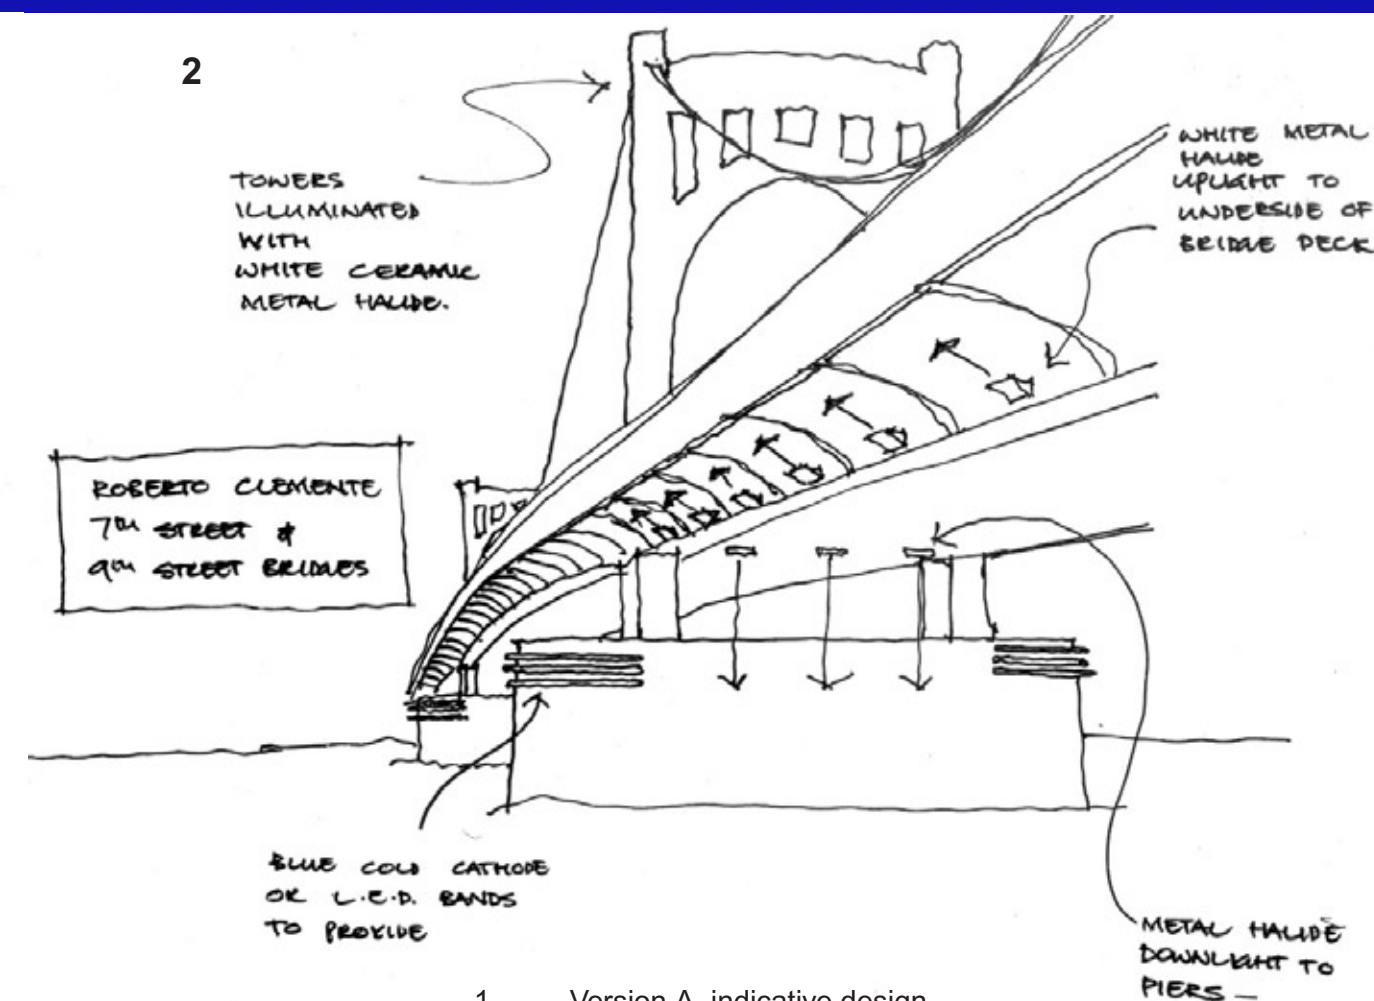 2
TOWERS
ILLUMINATED
WITH
WHITE CERAMIC
METAL HALIDE.
WHITE METAL
HALIDE
UPLIGHT TO
UNDERSIDE OF
BRIDGE DECK
ROBERTO CLEMENTE
7TH STREET &
9TH STREET BRIDGES
BLUE COLD CATHODE
OR L.E.D. BANDS
TO PROVIDE
METAL HALIDE
DOWNLIGHT TO
PIERS —
1 Version A, indicative design